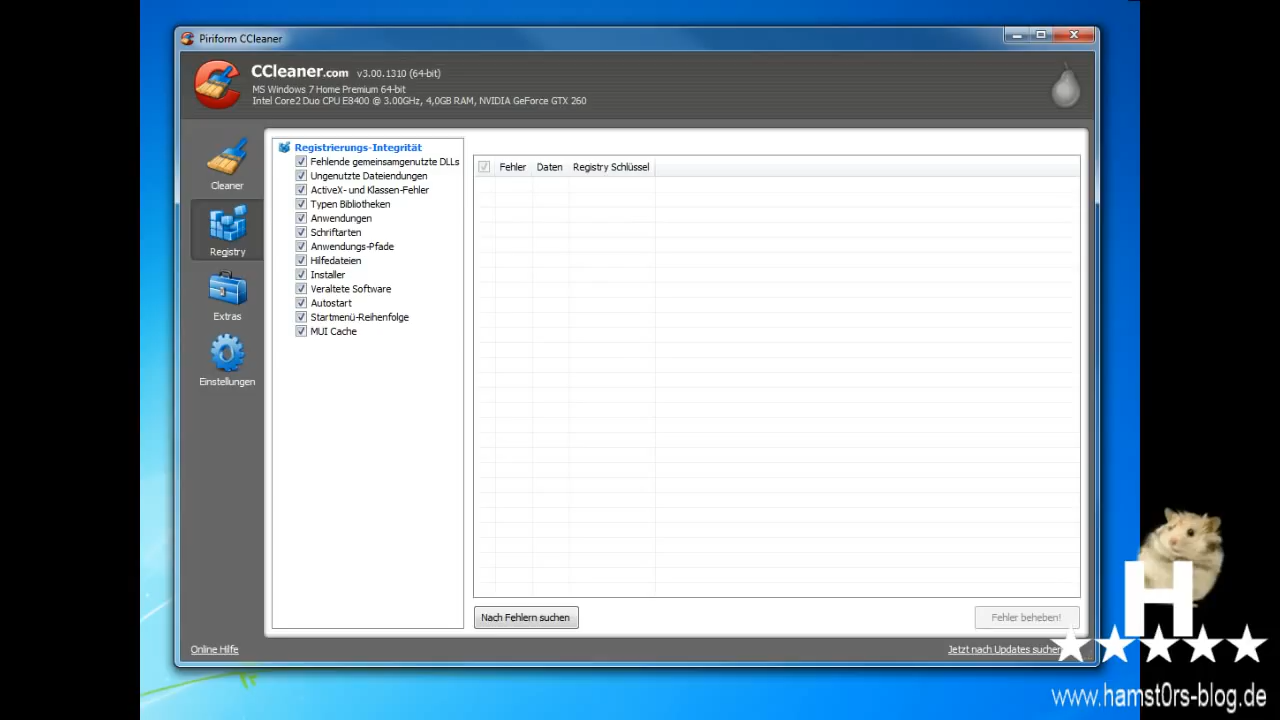 Piriform CCleaner
CCleaner.com v3.00.1310 (64-bit)
MS Windows 7 Home Premium 64-bit
Intel Core2 Duo CPU E8400 @ 3.00GHz, 4,0GB RAM, NVIDIA GeForce GTX 260
Cleaner
Registry
Extras
Einstellungen
Registrierungs-Integrität
Fehlende gemeinsamgenutzte DLLs
Ungenutzte Dateiendungen
ActiveX- und Klassen-Fehler
Typen Bibliotheken
Anwendungen
Schriftarten
Anwendungs-Pfade
Hilfedateien
Installer
Veraltete Software
Autostart
Startmenü-Reihenfolge
MUI Cache
Fehler Daten Registry Schlüssel
Nach Fehlern suchen
Fehler beheben!
Online Hilfe
Jetzt nach Updates suchen
H
www.hamst0rs-blog.de